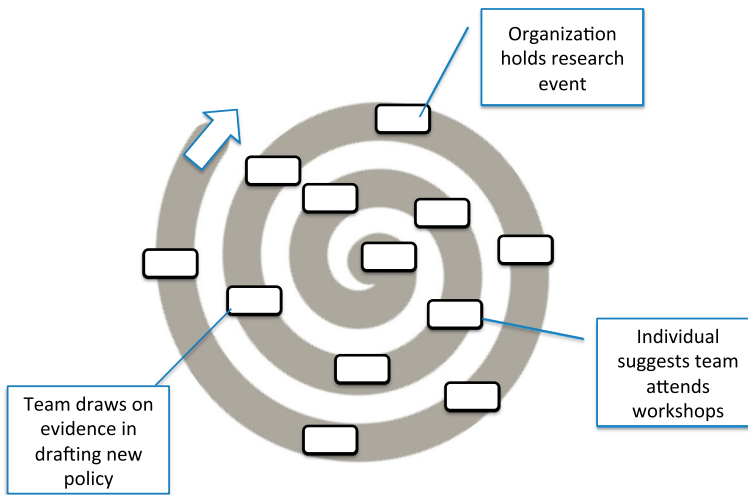 Organization
holds research
event
Individual
suggests team
attends
workshops
Team draws on
evidence in
drafting new
policy